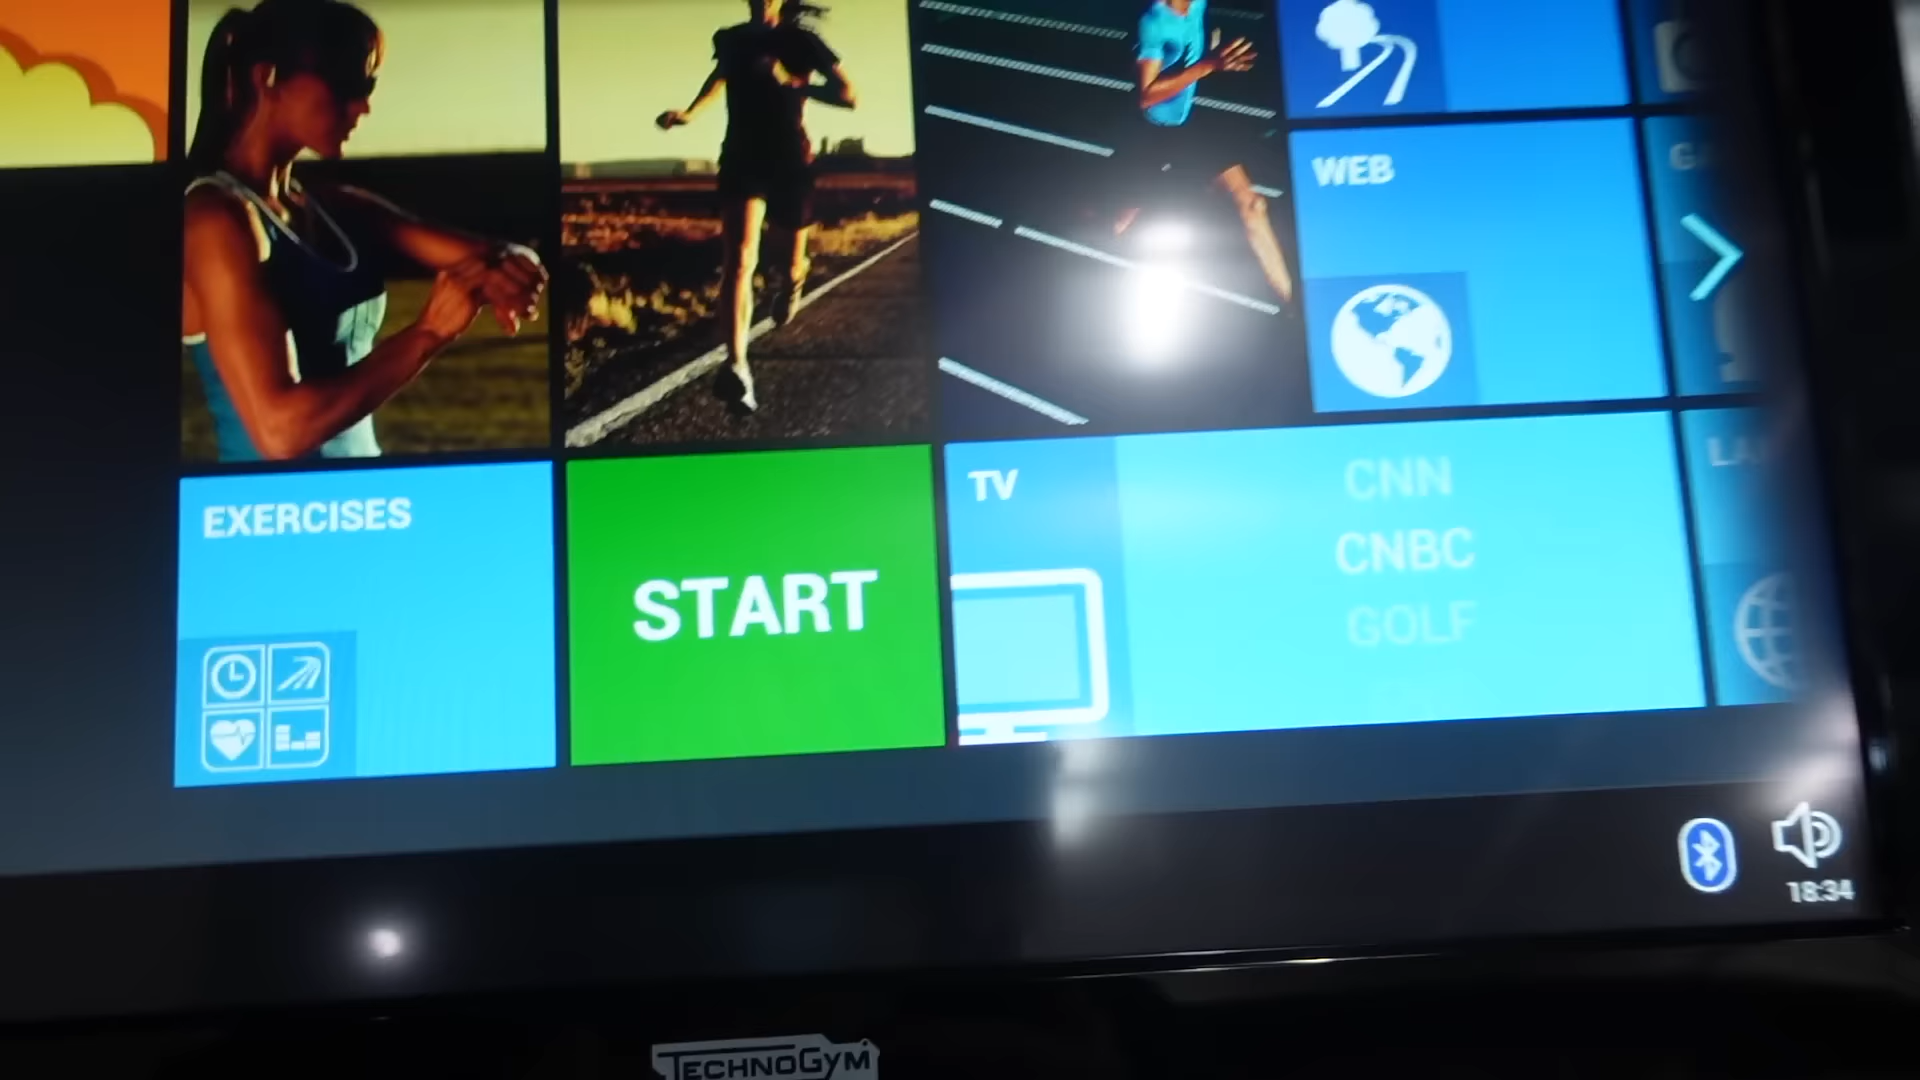 WEB
EXERCISES
START
TV
CNN
CNBC
GOLF
18:34
TECHNOGYM